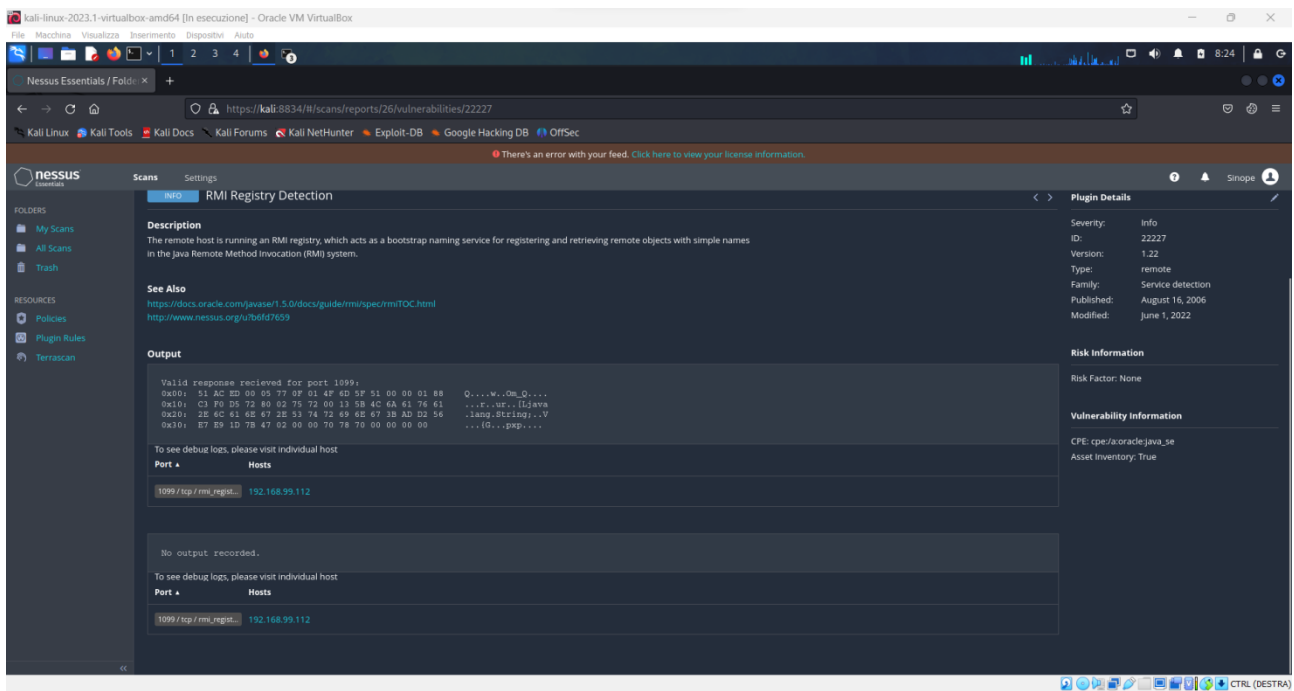 kali-linux-2023.1-virtualbox-amd64 [In esecuzione] - Oracle VM VirtualBox
File Macchina Visualizza Inserimento Dispositivi Aiuto
1 2 3 4 8:24
Nessus Essentials / Folde
https://kali:8834/#/scans/reports/26/vulnerabilities/22227
Kali Linux Kali Tools Kali Docs Kali Forums Kali NetHunter Exploit-DB Google Hacking DB OffSec
There's an error with your feed. Click here to view your license information.
nessus Essentials Scans Settings Sinope
FOLDERS
My Scans
All Scans
Trash
RESOURCES
Policies
Plugin Rules
Terrascan
INFO RMI Registry Detection
Description
The remote host is running an RMI registry, which acts as a bootstrap naming service for registering and retrieving remote objects with simple names
in the Java Remote Method Invocation (RMI) system.
See Also
https://docs.oracle.com/javase/1.5.0/docs/guide/rmi/spec/rmiTOC.html
http://www.nessus.org/u?b6fd7659
Output
Valid response recieved for port 1099:
0x00: 51 AC ED 00 05 77 0F 01 4F 6D 5F 51 00 00 01 88 Q....w..Om_Q....
0x10: C3 F0 D5 72 80 02 75 72 00 13 5B 4C 6A 61 76 61 ...r..ur..[Ljava
0x20: 2E 6C 61 6E 67 2E 53 74 72 69 6E 67 3B AD D2 56 .lang.String;..V
0x30: E7 E9 1D 7B 47 02 00 00 70 78 70 00 00 00 00 ...{G...pxp....
To see debug logs, please visit individual host
Port Hosts
1099 / tcp / rmi_regist... 192.168.99.112
No output recorded.
To see debug logs, please visit individual host
Port Hosts
1099 / tcp / rmi_regist... 192.168.99.112
Plugin Details
Severity: Info
ID: 22227
Version: 1.22
Type: remote
Family: Service detection
Published: August 16, 2006
Modified: June 1, 2022
Risk Information
Risk Factor: None
Vulnerability Information
CPE: cpe:/a:oracle:java_se
Asset Inventory: True
CTRL (DESTRA)